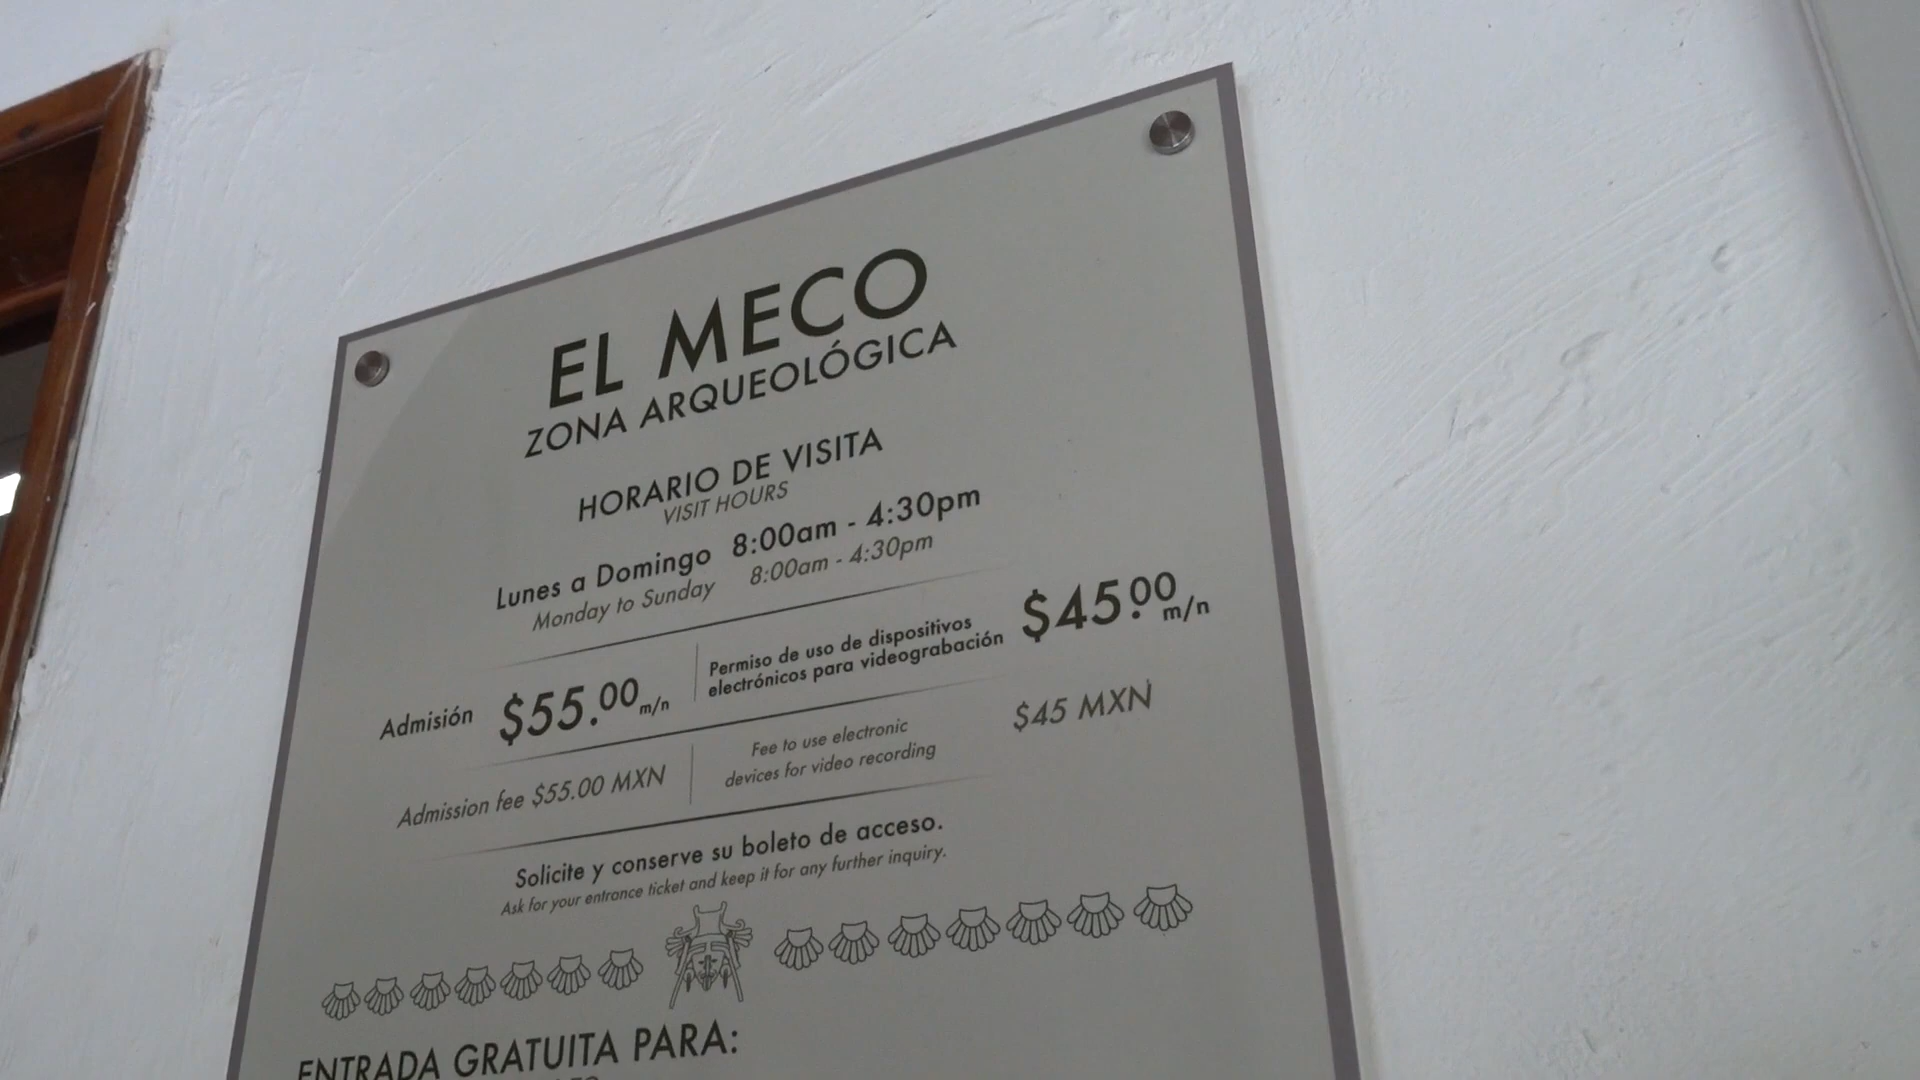 EL MECO
ZONA ARQUEOLÓGICA
HORARIO DE VISITA
VISIT HOURS
Lunes a Domingo 8:00am - 4:30pm
Monday to Sunday 8:00am - 4:30pm
Admisión $55.00 m/n
Permiso de uso de dispositivos
electrónicos para videograbación
$45.00 m/n
Admission fee $55.00 MXN
Fee to use electronic
devices for video recording
$45 MXN
Solicite y conserve su boleto de acceso.
Ask for your entrance ticket and keep it for any further inquiry.
ENTRADA GRATUITA PARA: